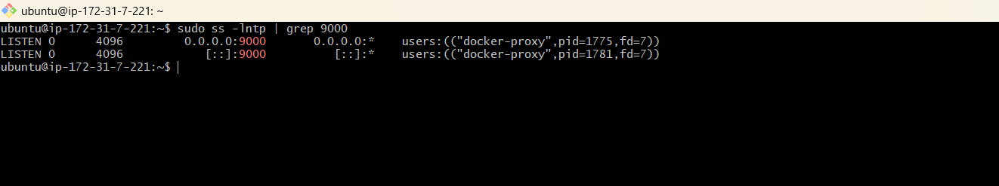 ubuntu@ip-172-31-7-221: ~
ubuntu@ip-172-31-7-221:~$ sudo ss -lntp | grep 9000
LISTEN 0      4096         0.0.0.0:9000       0.0.0.0:*    users:(("docker-proxy",pid=1775,fd=7))
LISTEN 0      4096            [::]:9000          [::]:*    users:(("docker-proxy",pid=1781,fd=7))
ubuntu@ip-172-31-7-221:~$